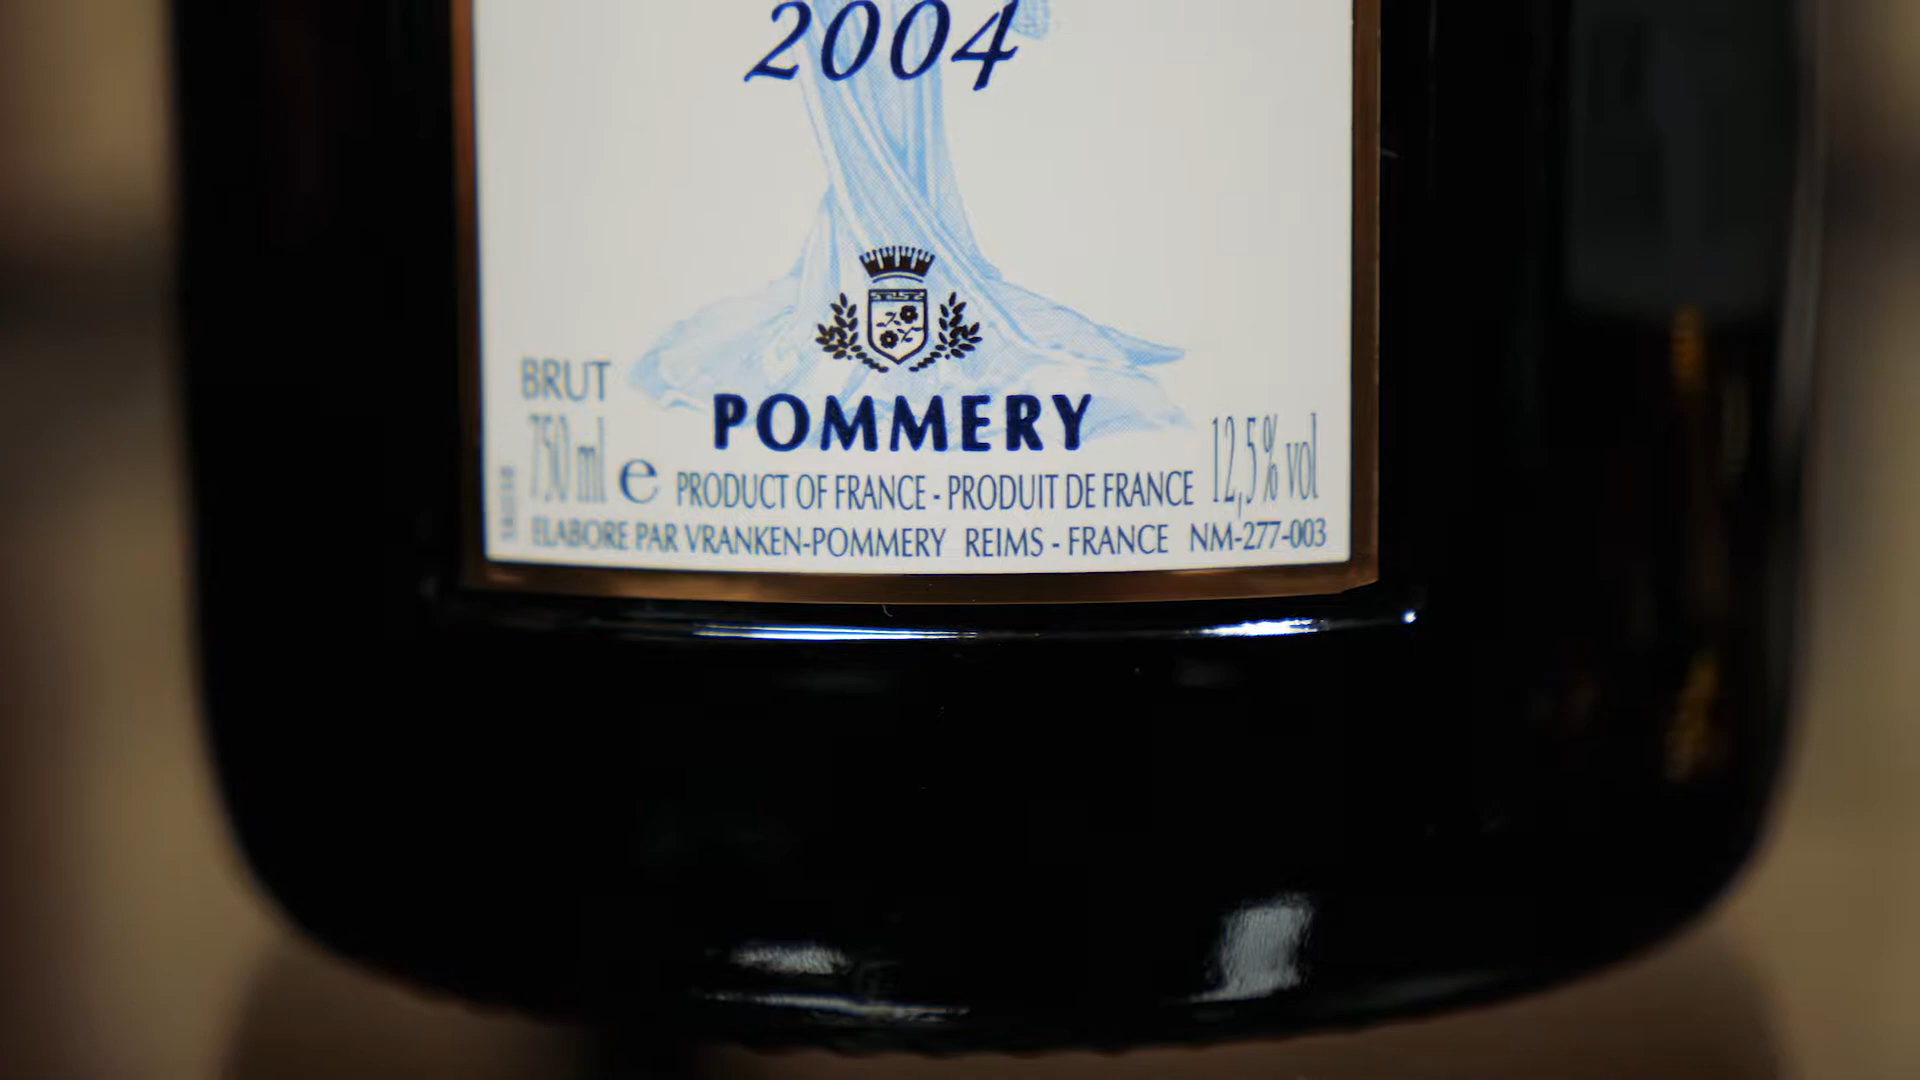 2004
BRUT
POMMERY
750 ml e PRODUCT OF FRANCE - PRODUIT DE FRANCE 12,5% vol
ELABORE PAR VRANKEN-POMMERY REIMS - FRANCE NM-277-003